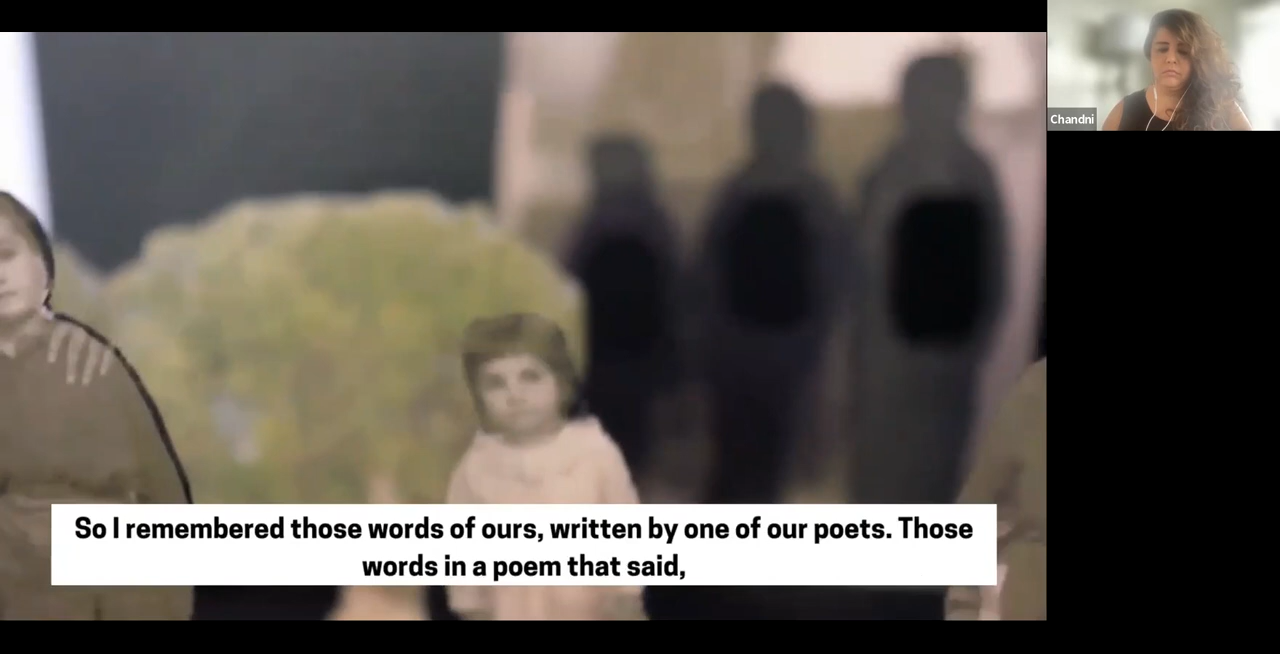 Chandni
So I remembered those words of ours, written by one of our poets. Those
words in a poem that said,